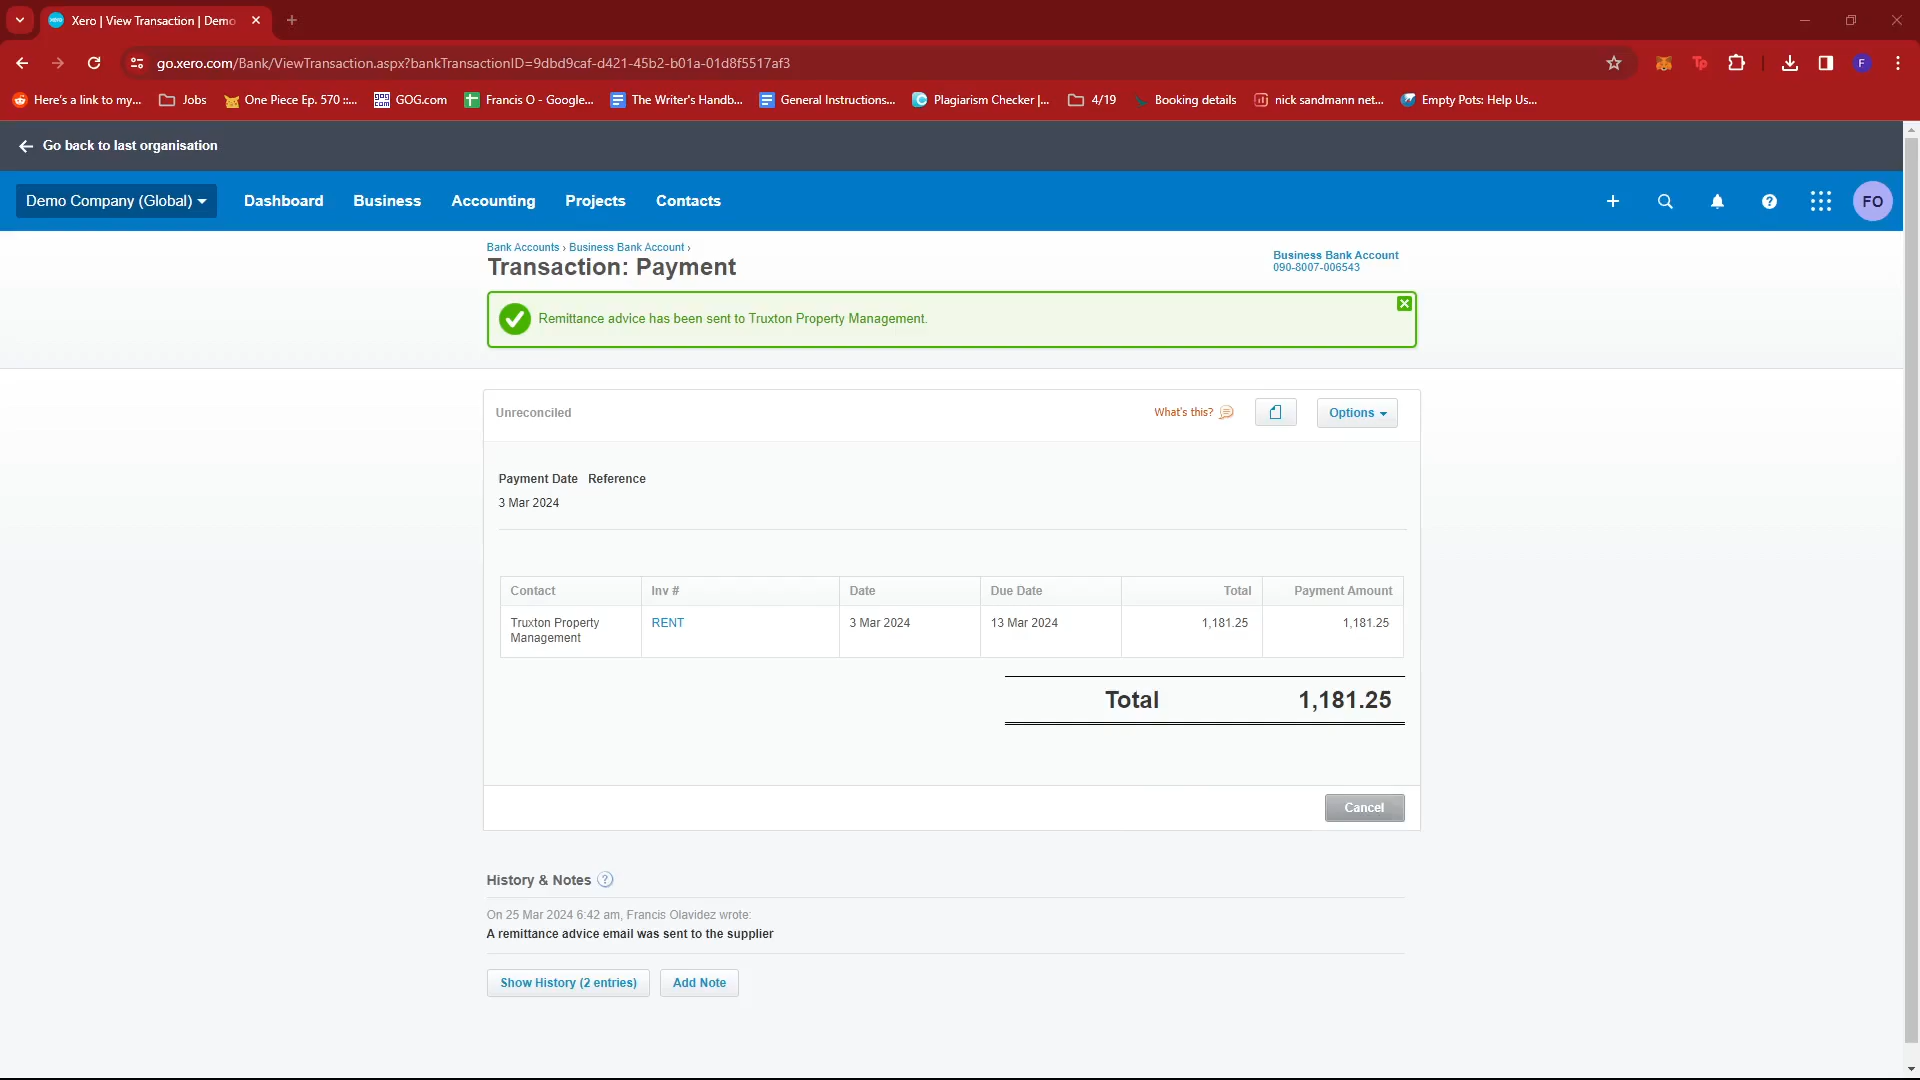 Xero | View Transaction | Demo
go.xero.com/Bank/ViewTransaction.aspx?bankTransactionID=9dbd9caf-d421-45b2-b01a-01d8f5517af3
Here's a link to my... Jobs One Piece Ep. 570 ::... GOG.com Francis O - Google... The Writer's Handb... General Instructions... Plagiarism Checker |... 4/19 Booking details nick sandmann net... Empty Pots: Help Us...
Go back to last organisation
Demo Company (Global) Dashboard Business Accounting Projects Contacts FO
Bank Accounts › Business Bank Account ›
Transaction: Payment
Business Bank Account
090-8007-006543
Remittance advice has been sent to Truxton Property Management.
Unreconciled What's this? Options
Payment Date Reference
3 Mar 2024
Contact Inv # Date Due Date Total Payment Amount
Truxton Property Management RENT 3 Mar 2024 13 Mar 2024 1,181.25 1,181.25
Total 1,181.25
Cancel
History & Notes
On 25 Mar 2024 6:42 am, Francis Olavidez wrote:
A remittance advice email was sent to the supplier
Show History (2 entries) Add Note